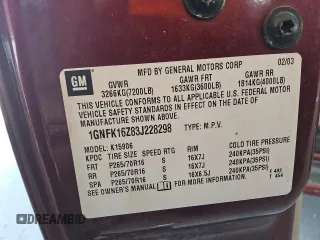 GM
MFD BY GENERAL MOTORS CORP 02/03
GVWR GAWR FRT GAWR RR
3266KG(7200LB) 1633KG(3600LB) 1814KG(4000LB)
THIS VEHICLE CONFORMS TO ALL APPLICABLE U.S. FEDERAL MOTOR
VEHICLE SAFETY STANDARDS IN EFFECT ON THE DATE OF
MANUFACTURE SHOWN ABOVE.
1GNFK16Z83J228298 TYPE: M.P.V.
MODEL: K15906
KPDC TIRE SIZE SPEED RTG RIM COLD TIRE PRESSURE
FRT P265/70R16 S 16X7J 240KPA(35PSI)
RR P265/70R16 S 16X7J 240KPA(35PSI)
SPA P265/70R16 S 16X6.5J 240KPA(35PSI)
SEE OWNER'S MANUAL FOR ADDITIONAL INFORMATION.
T 454